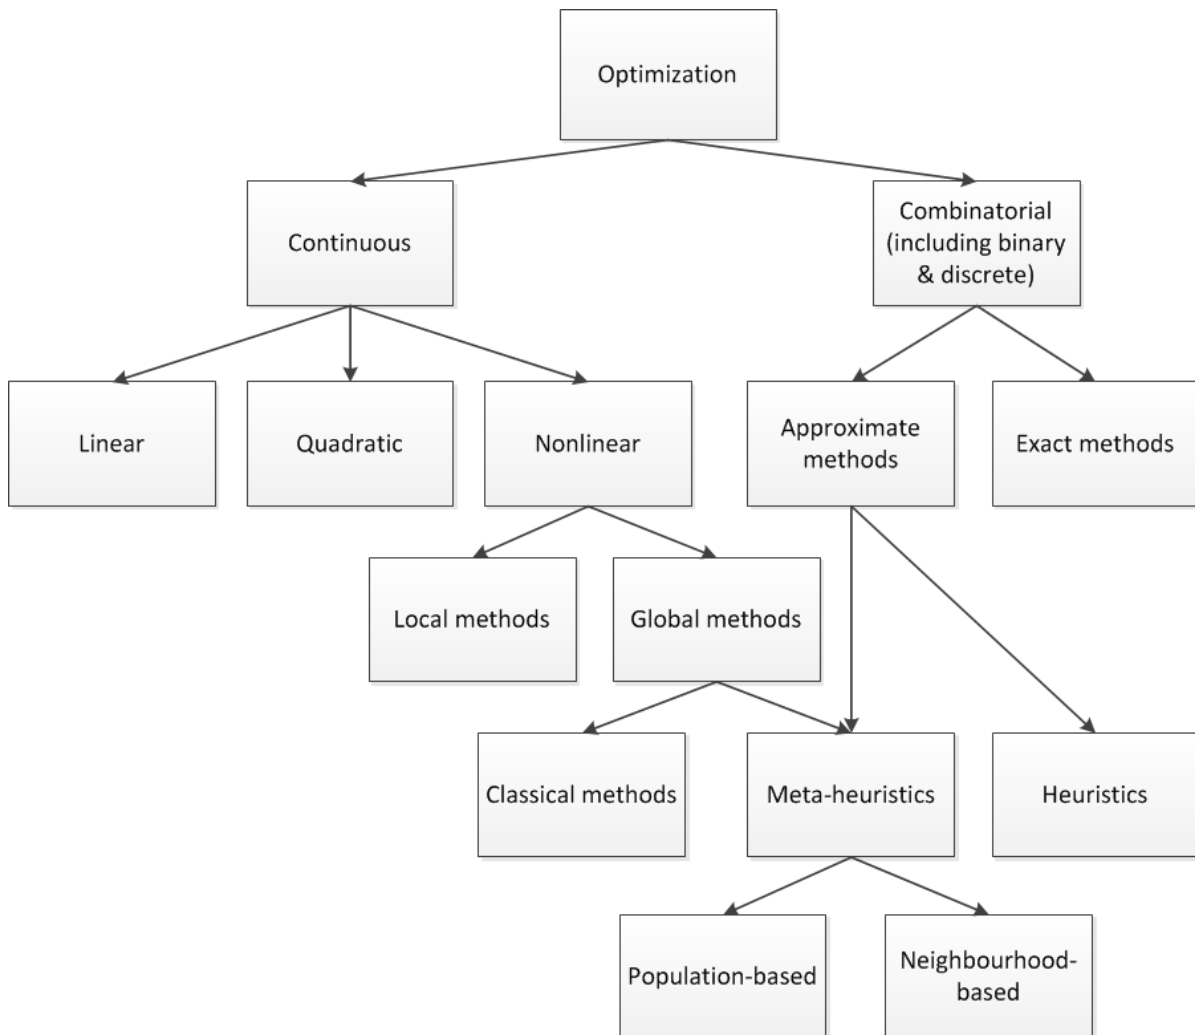 Optimization
Continuous
Combinatorial
(including binary
& discrete)
Linear
Quadratic
Nonlinear
Approximate
methods
Exact methods
Local methods
Global methods
Classical methods
Meta-heuristics
Heuristics
Population-based
Neighbourhood-
based